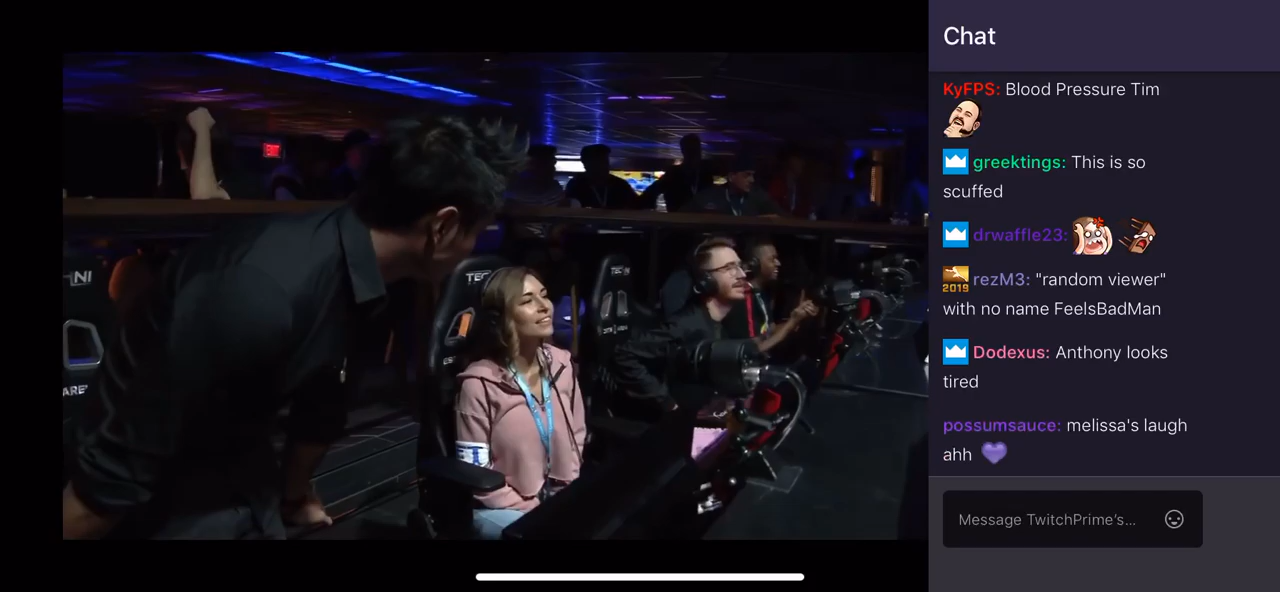 Chat
KyFPS: Blood Pressure Tim
greektings: This is so
scuffed
drwaffle23:
2019 rezM3: "random viewer"
with no name FeelsBadMan
Dodexus: Anthony looks
tired
possumsauce: melissa's laugh
ahh
Message TwitchPrime's...